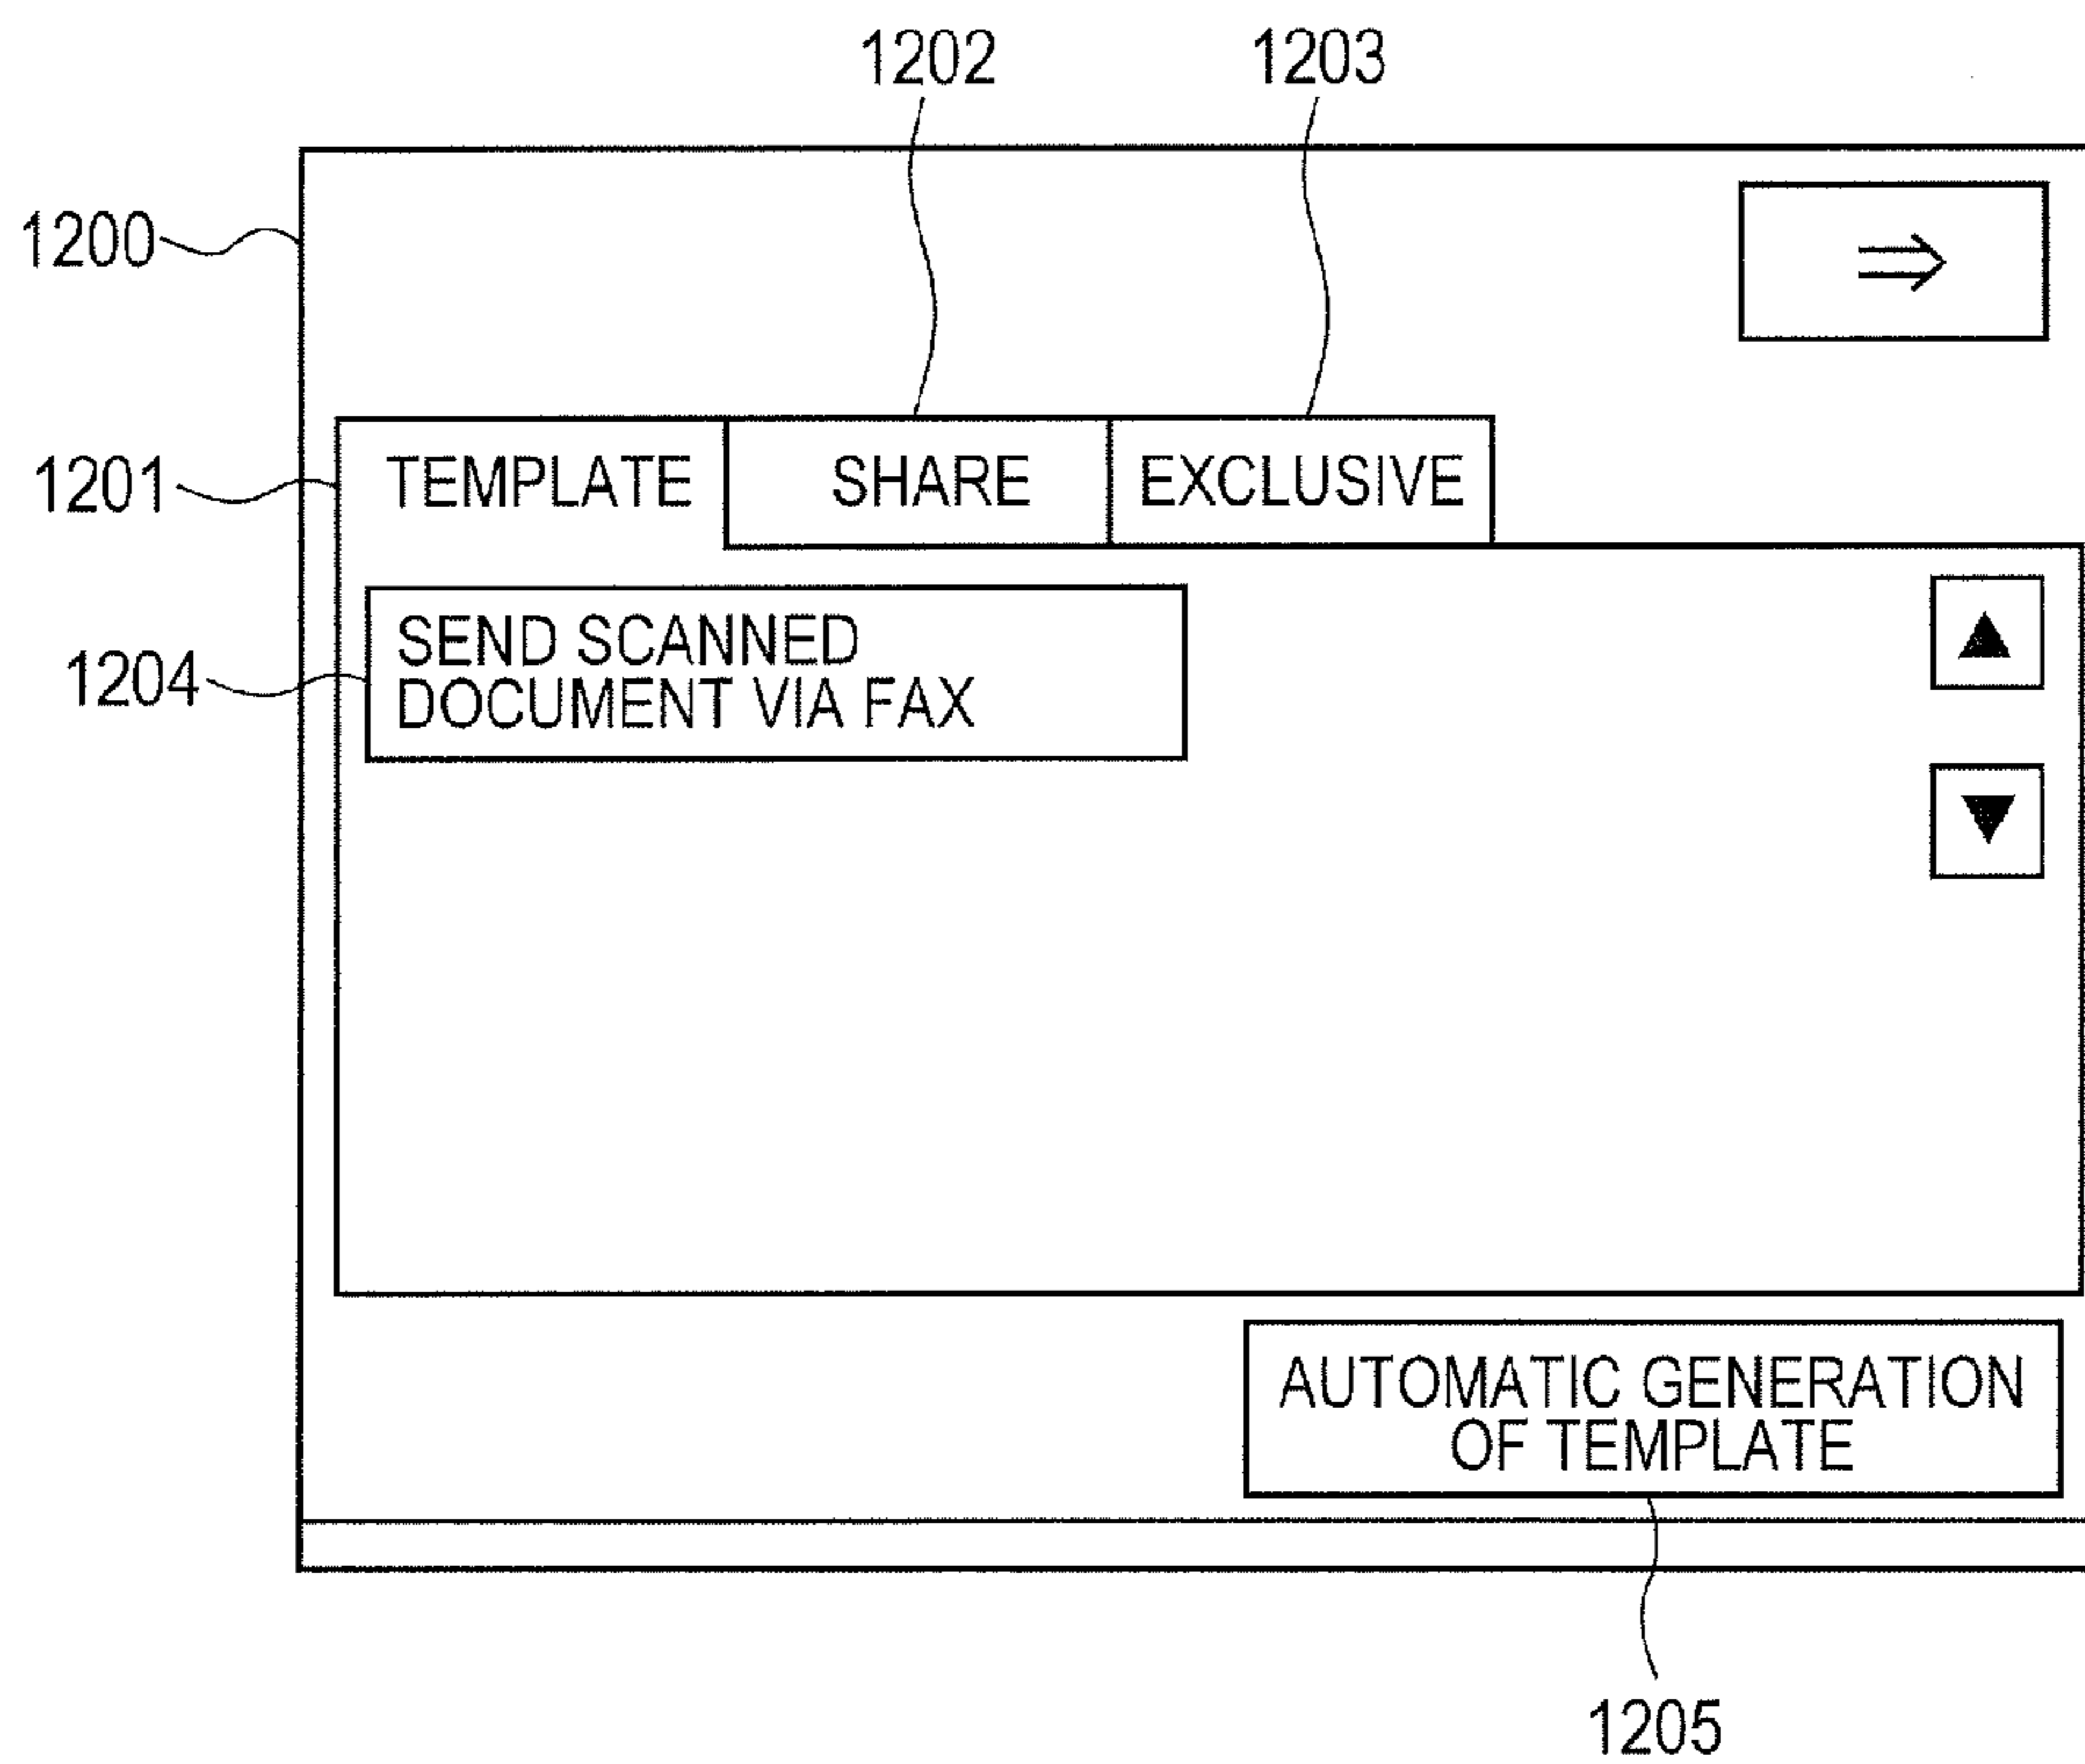 1202 1203
1200
⇒
1201 TEMPLATE SHARE EXCLUSIVE
SEND SCANNED
1204 DOCUMENT VIA FAX
▲
▼
AUTOMATIC GENERATION
OF TEMPLATE
1205